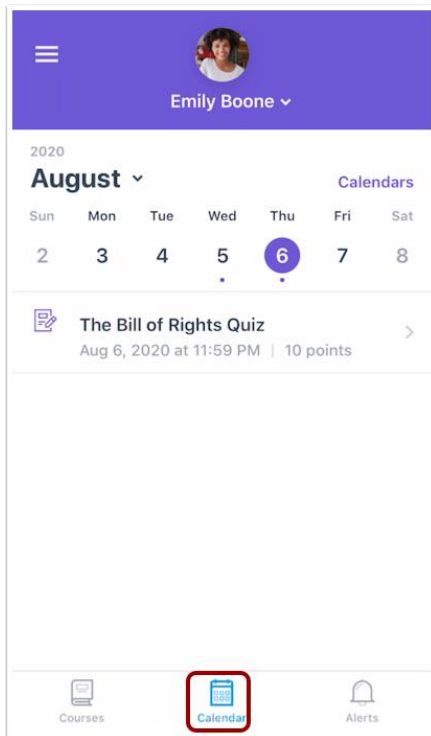 Emily Boone
2020
August
Calendars
Sun Mon Tue Wed Thu Fri Sat
2 3 4 5 6 7 8
The Bill of Rights Quiz
Aug 6, 2020 at 11:59 PM | 10 points
Courses Calendar Alerts